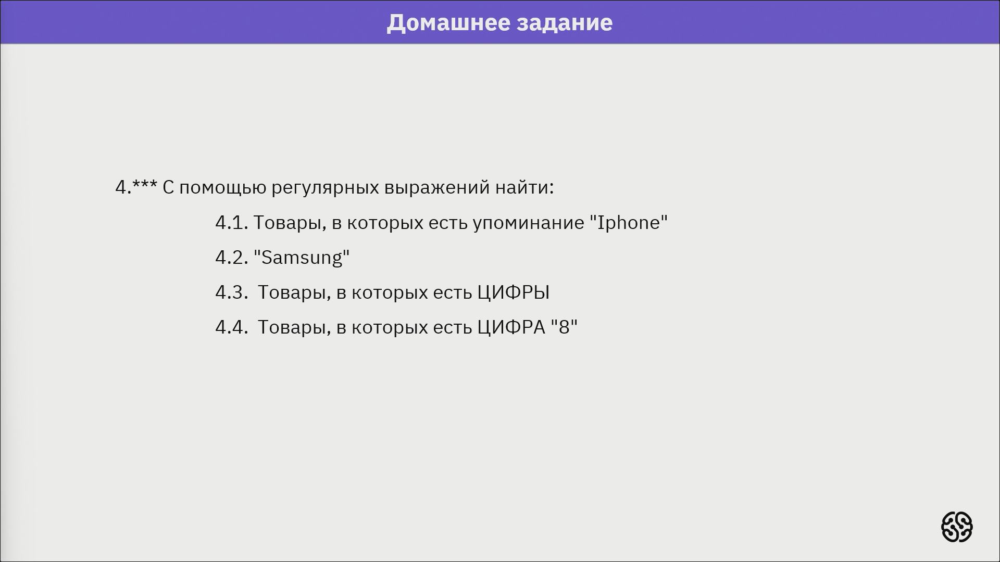 Домашнее задание
4.*** С помощью регулярных выражений найти:
4.1. Товары, в которых есть упоминание "Iphone"
4.2. "Samsung"
4.3. Товары, в которых есть ЦИФРЫ
4.4. Товары, в которых есть ЦИФРА "8"